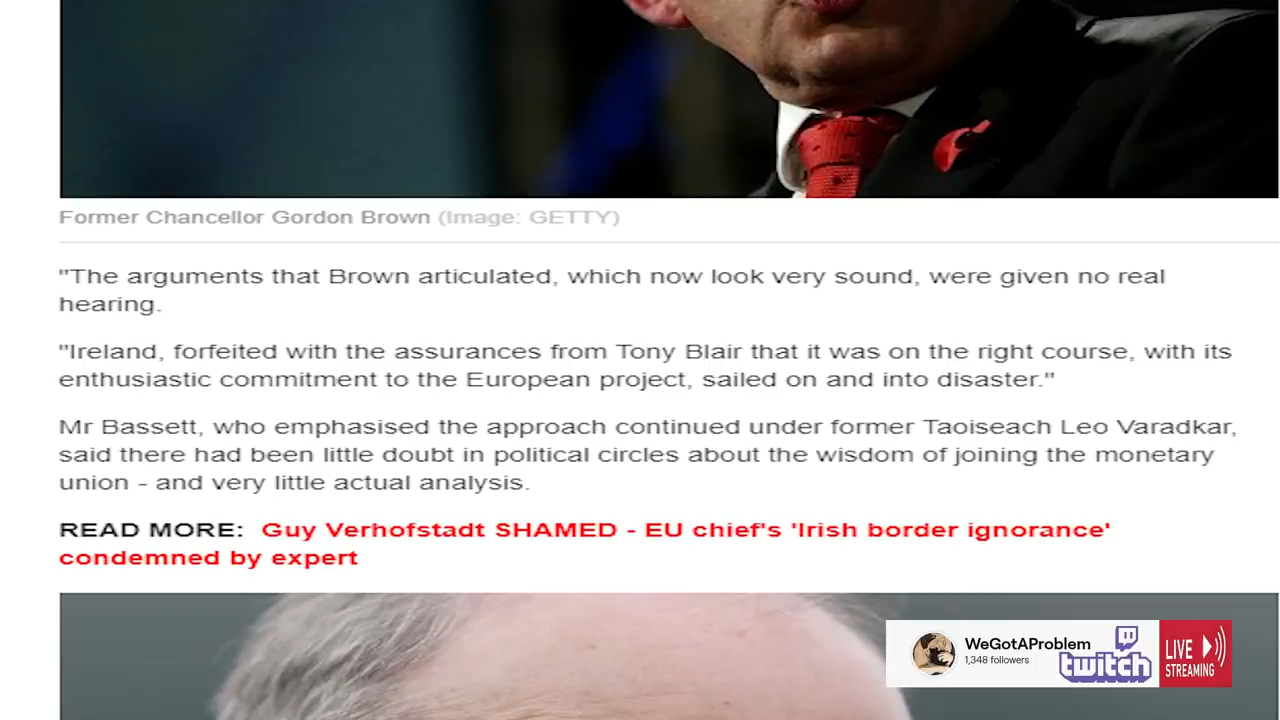 Former Chancellor Gordon Brown (Image: GETTY)
"The arguments that Brown articulated, which now look very sound, were given no real
hearing.
"Ireland, forfeited with the assurances from Tony Blair that it was on the right course, with its
enthusiastic commitment to the European project, sailed on and into disaster."
Mr Bassett, who emphasised the approach continued under former Taoiseach Leo Varadkar,
said there had been little doubt in political circles about the wisdom of joining the monetary
union - and very little actual analysis.
READ MORE: Guy Verhofstadt SHAMED - EU chief's 'Irish border ignorance'
condemned by expert
WeGotAProblem
1,348 followers
twitch
LIVE
STREAMING